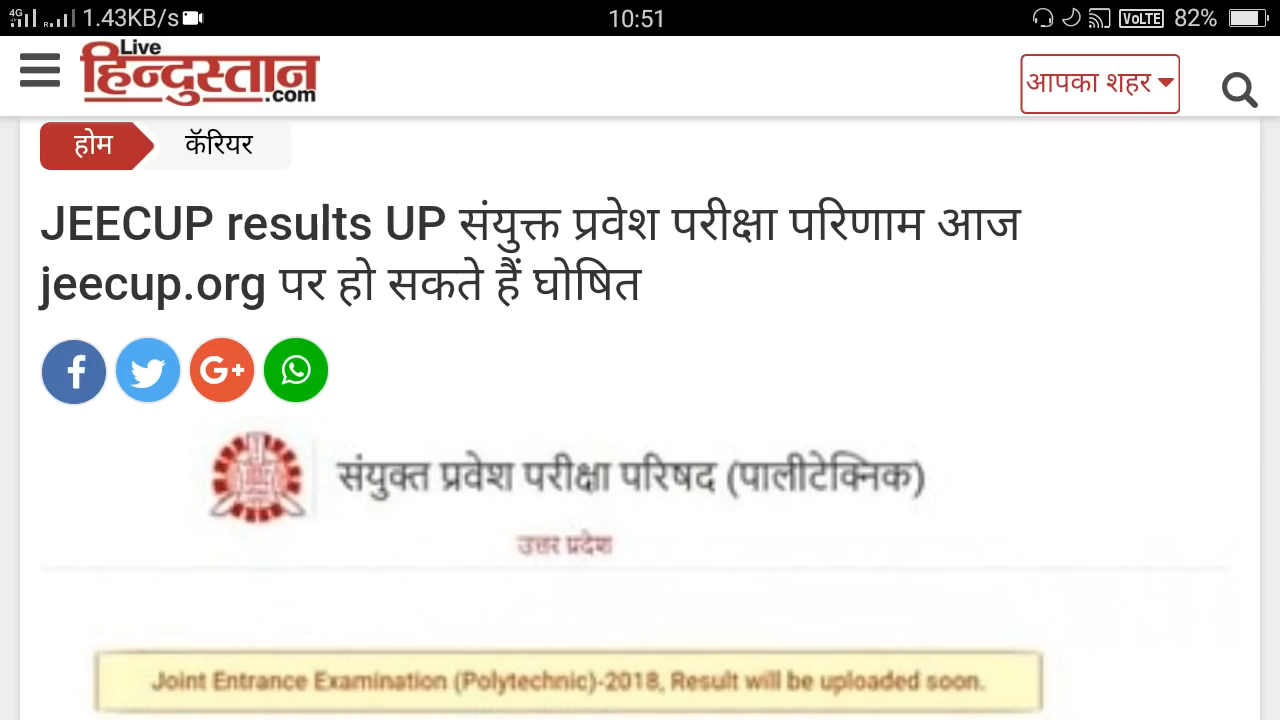 4G R 1.43KB/s 10:51 VoLTE 82%
Live
हिन्दुस्तान
.com
आपका शहर
होम कॅरियर
JEECUP results UP संयुक्त प्रवेश परीक्षा परिणाम आज
jeecup.org पर हो सकते हैं घोषित
f G+
संयुक्त प्रवेश परीक्षा परिषद (पालीटेक्निक)
उत्तर प्रदेश
Joint Entrance Examination (Polytechnic)-2018, Result will be uploaded soon.